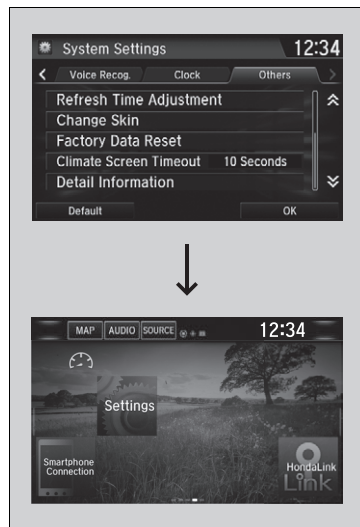 System Settings 12:34
Voice Recog. Clock Others
Refresh Time Adjustment
Change Skin
Factory Data Reset
Climate Screen Timeout 10 Seconds
Detail Information
Default OK
MAP AUDIO SOURCE 12:34
Settings
Smartphone
Connection
HondaLink
Link